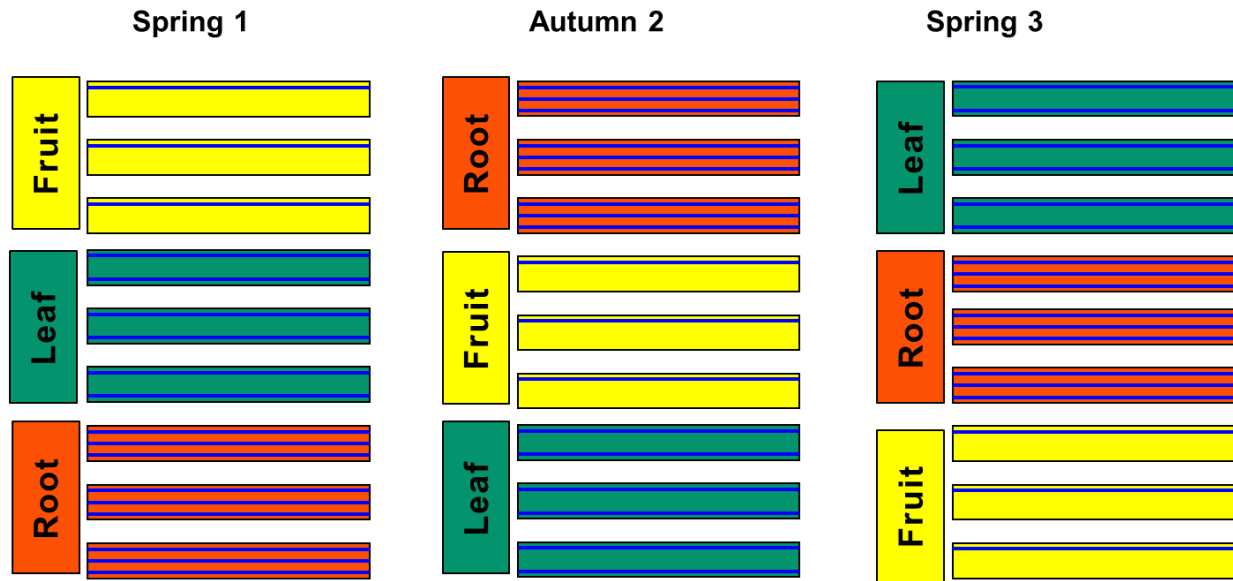 Spring 1
Autumn 2
Spring 3
Fruit
Root
Leaf
Leaf
Fruit
Root
Root
Leaf
Fruit